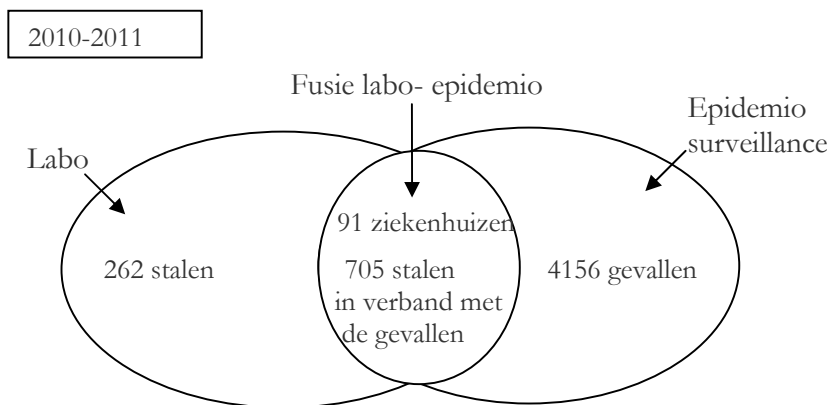 2010-2011
Fusie labo- epidemio
Epidemio
surveillance
Labo
91 ziekenhuizen
262 stalen
705 stalen
in verband met
de gevallen
4156 gevallen